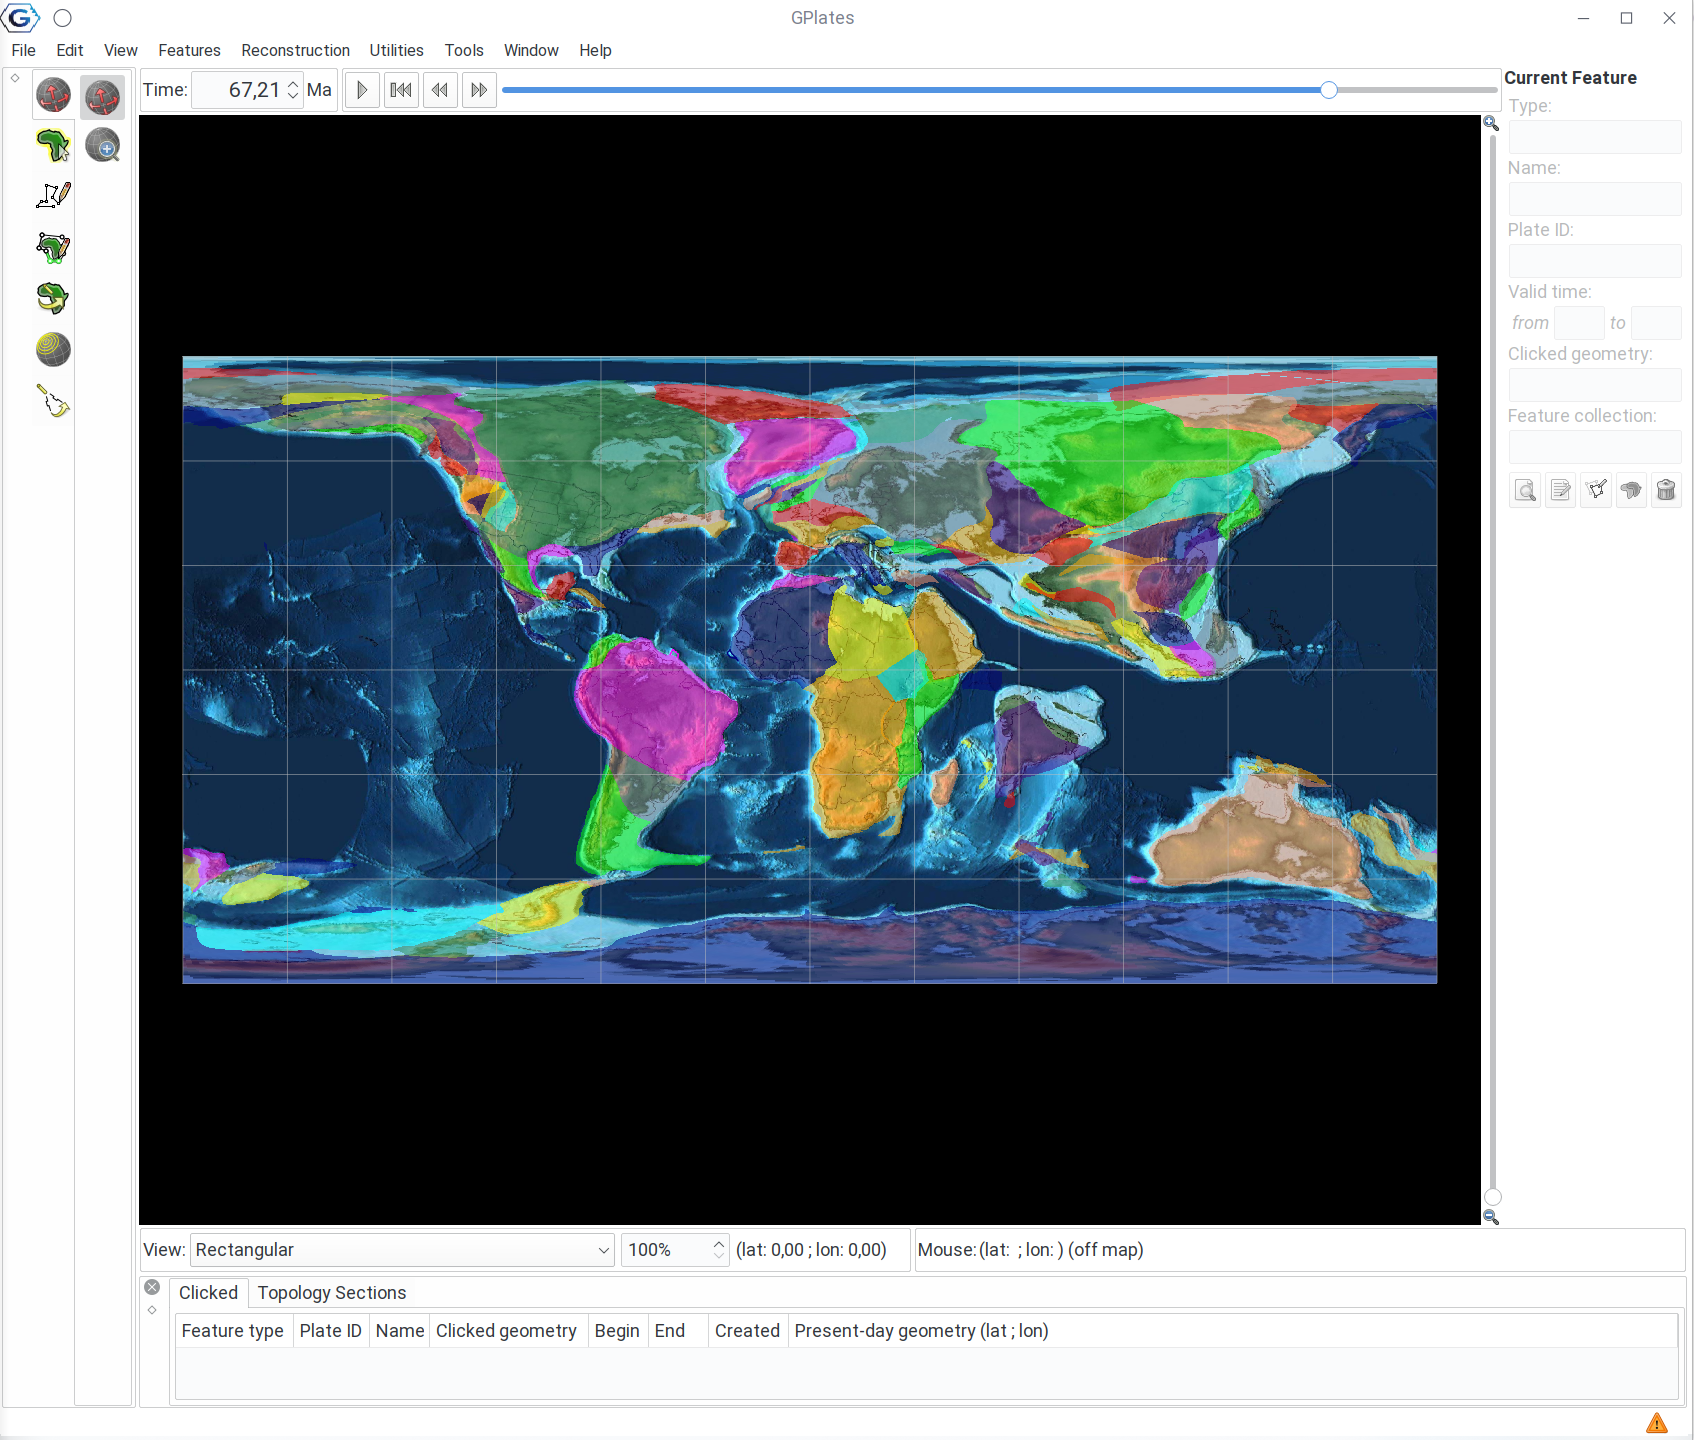 GPlates
File Edit View Features Reconstruction Utilities Tools Window Help
Time: 67,21 Ma
Current Feature
Type:
Name:
Plate ID:
Valid time:
from to
Clicked geometry:
Feature collection:
View: Rectangular 100% (lat: 0,00 ; lon: 0,00) Mouse: (lat: ; lon: ) (off map)
Clicked Topology Sections
Feature type Plate ID Name Clicked geometry Begin End Created Present-day geometry (lat ; lon)